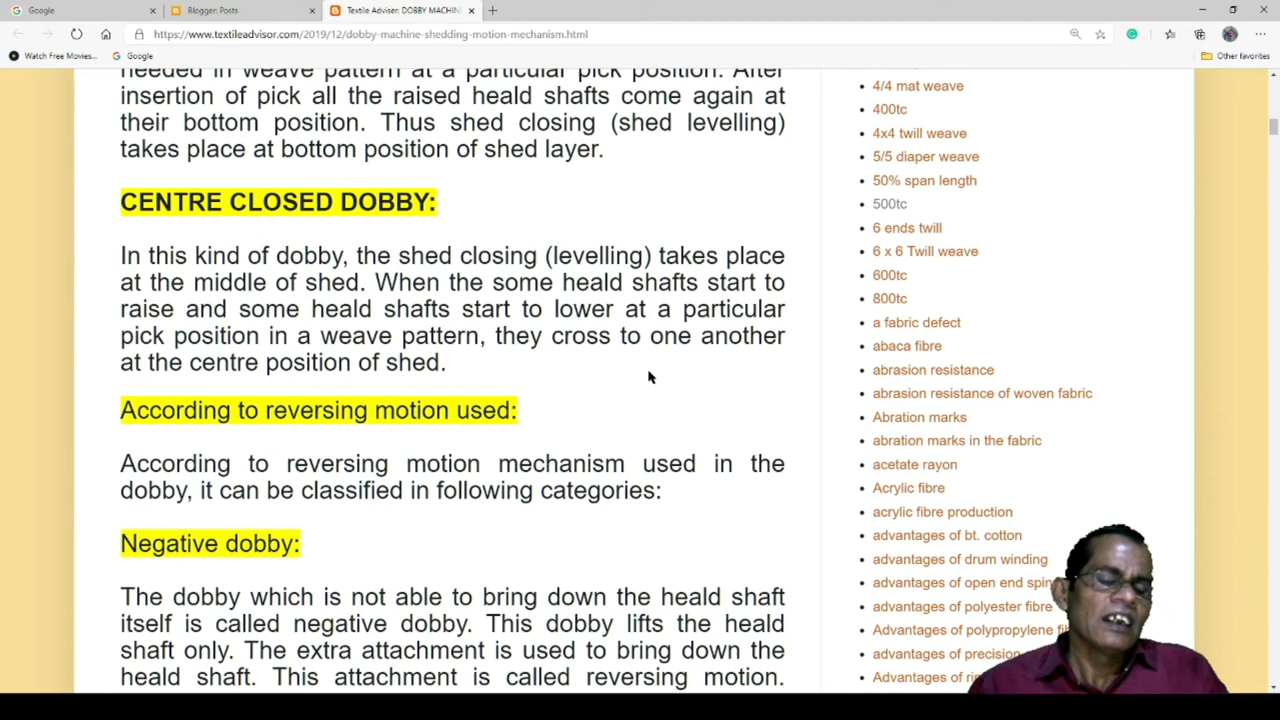 Google
Blogger: Posts
Textile Adviser: DOBBY MACHIN
https://www.textileadvisor.com/2019/12/dobby-machine-shedding-motion-mechanism.html
Watch Free Movies...
Google
Other favorites
needed in weave pattern at a particular pick position. After
insertion of pick all the raised heald shafts come again at
their bottom position. Thus shed closing (shed levelling)
takes place at bottom position of shed layer.
CENTRE CLOSED DOBBY:
In this kind of dobby, the shed closing (levelling) takes place
at the middle of shed. When the some heald shafts start to
raise and some heald shafts start to lower at a particular
pick position in a weave pattern, they cross to one another
at the centre position of shed.
According to reversing motion used:
According to reversing motion mechanism used in the
dobby, it can be classified in following categories:
Negative dobby:
The dobby which is not able to bring down the heald shaft
itself is called negative dobby. This dobby lifts the heald
shaft only. The extra attachment is used to bring down the
heald shaft. This attachment is called reversing motion.
4/4 mat weave
400tc
4x4 twill weave
5/5 diaper weave
50% span length
500tc
6 ends twill
6 x 6 Twill weave
600tc
800tc
a fabric defect
abaca fibre
abrasion resistance
abrasion resistance of woven fabric
Abration marks
abration marks in the fabric
acetate rayon
Acrylic fibre
acrylic fibre production
advantages of bt. cotton
advantages of drum winding
advantages of open end spin
advantages of polyester fibre
Advantages of polypropylene
advantages of precision
Advantages of